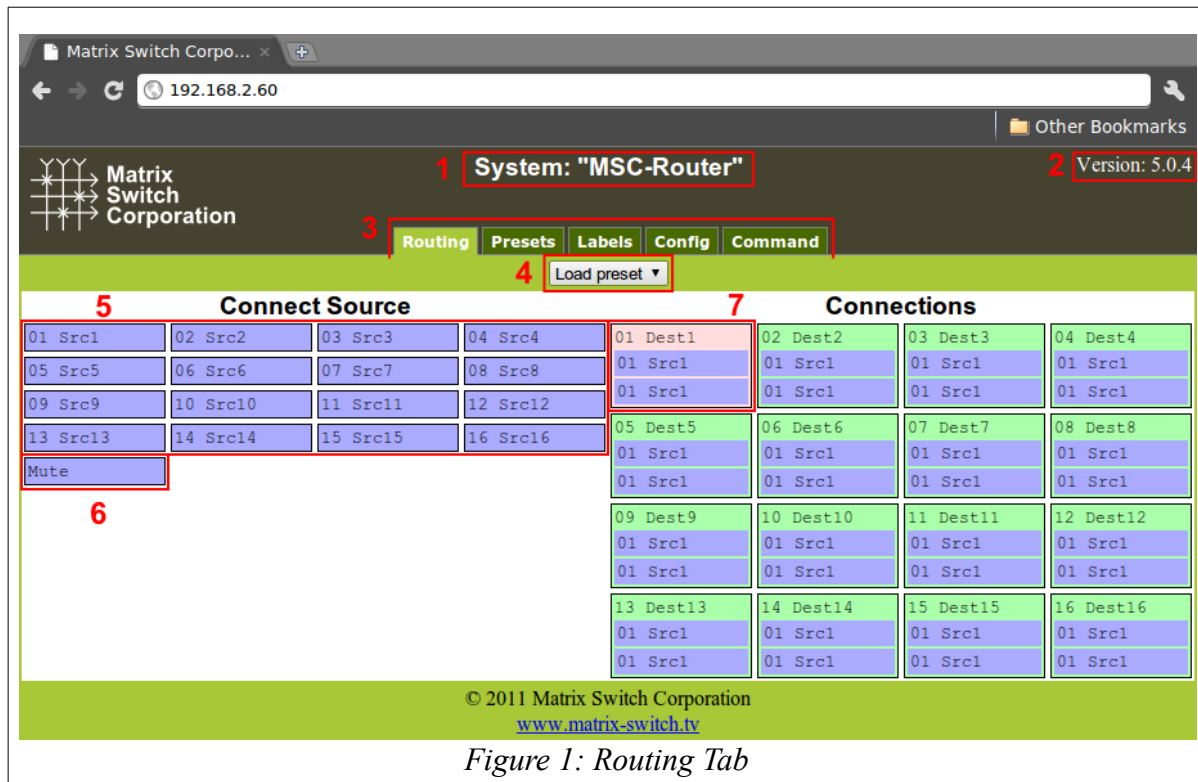 Matrix Switch Corpo...
192.168.2.60
Other Bookmarks
Matrix
Switch
Corporation
1 System: "MSC-Router"
2 Version: 5.0.4
3 Routing Presets Labels Config Command
4 Load preset
5 Connect Source
01 Src1 02 Src2 03 Src3 04 Src4
05 Src5 06 Src6 07 Src7 08 Src8
09 Src9 10 Src10 11 Src11 12 Src12
13 Src13 14 Src14 15 Src15 16 Src16
Mute
6
7 Connections
01 Dest1 02 Dest2 03 Dest3 04 Dest4
01 Src1 01 Src1 01 Src1 01 Src1
01 Src1 01 Src1 01 Src1 01 Src1
05 Dest5 06 Dest6 07 Dest7 08 Dest8
01 Src1 01 Src1 01 Src1 01 Src1
01 Src1 01 Src1 01 Src1 01 Src1
09 Dest9 10 Dest10 11 Dest11 12 Dest12
01 Src1 01 Src1 01 Src1 01 Src1
01 Src1 01 Src1 01 Src1 01 Src1
13 Dest13 14 Dest14 15 Dest15 16 Dest16
01 Src1 01 Src1 01 Src1 01 Src1
01 Src1 01 Src1 01 Src1 01 Src1
© 2011 Matrix Switch Corporation
www.matrix-switch.tv
Figure 1: Routing Tab